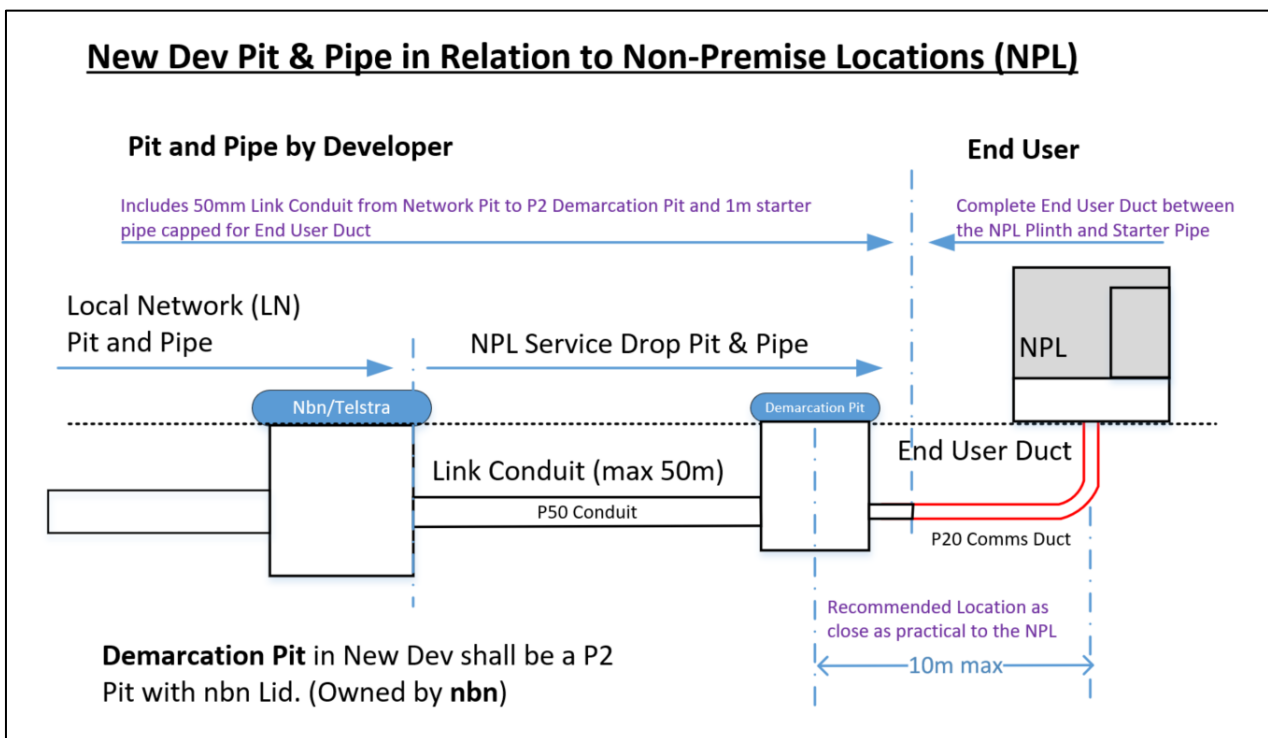 New Dev Pit & Pipe in Relation to Non-Premise Locations (NPL)
Pit and Pipe by Developer
End User
Includes 50mm Link Conduit from Network Pit to P2 Demarcation Pit and 1m starter
pipe capped for End User Duct
Complete End User Duct between
the NPL Plinth and Starter Pipe
Local Network (LN)
Pit and Pipe
NPL Service Drop Pit & Pipe
NPL
Nbn/Telstra
Demarcation Pit
End User Duct
Link Conduit (max 50m)
P50 Conduit
P20 Comms Duct
Recommended Location as
close as practical to the NPL
10m max
Demarcation Pit in New Dev shall be a P2
Pit with nbn Lid. (Owned by nbn)